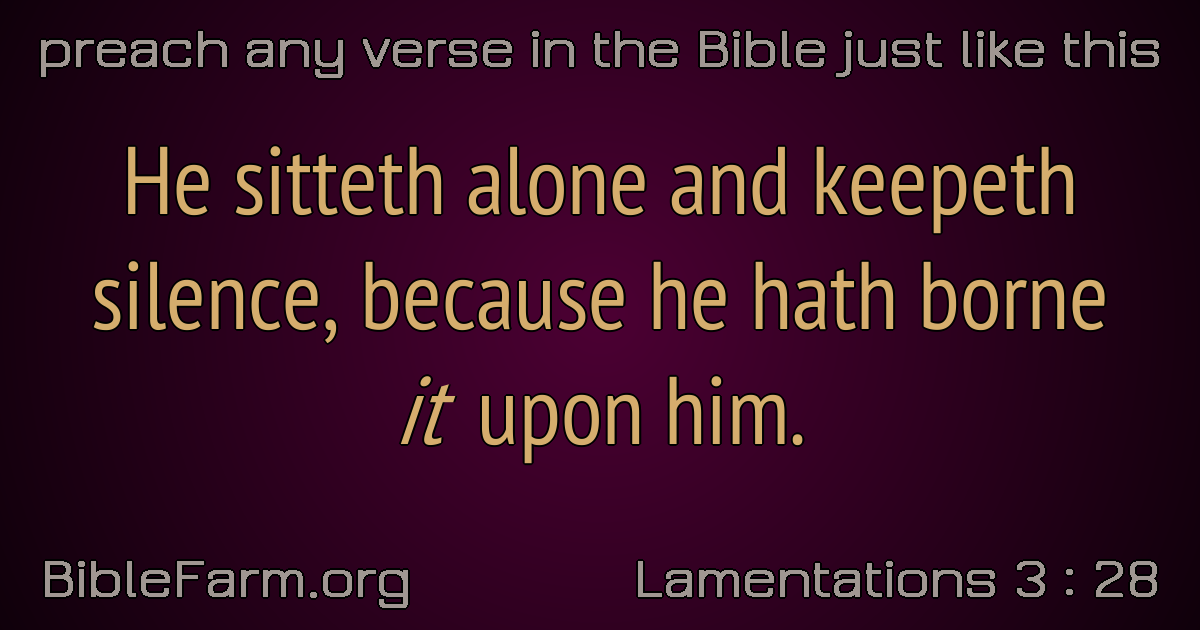 preach any verse in the Bible just like this
He sitteth alone and keepeth
silence, because he hath borne
it upon him.
BibleFarm.org
Lamentations 3 : 28